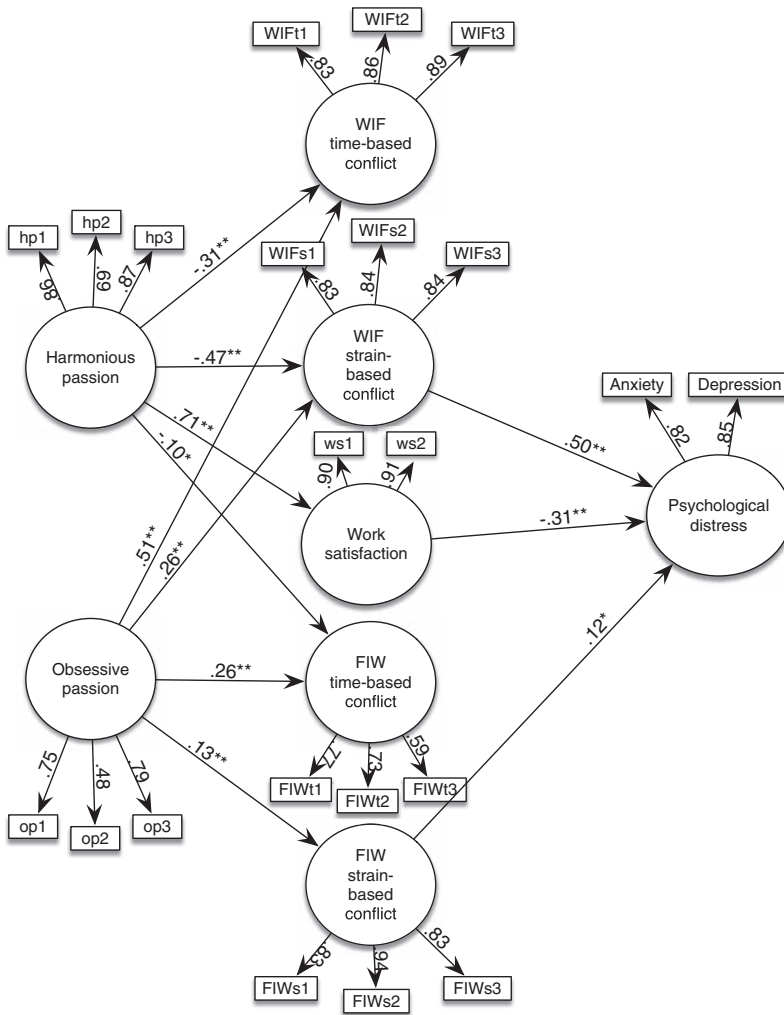 WIFt1
WIFt2
WIFt3
.83
.86
.89
WIF
time-based
conflict
hp1
hp2
hp3
.98
.69
.87
-.31**
WIFs1
WIFs2
WIFs3
.83
.84
.84
Harmonious
passion
-.47**
WIF
strain-
based
conflict
.71**
-.10*
ws1
ws2
.90
.91
Anxiety
Depression
.82
.85
.50**
Work
satisfaction
-.31**
Psychological
distress
.51**
.26**
Obsessive
passion
.26**
FIW
time-based
conflict
.12*
.75
.48
.79
op1
op2
op3
.13**
.77
.73
.59
FIWt1
FIWt2
FIWt3
FIW
strain-
based
conflict
.83
.94
.83
FIWs1
FIWs2
FIWs3